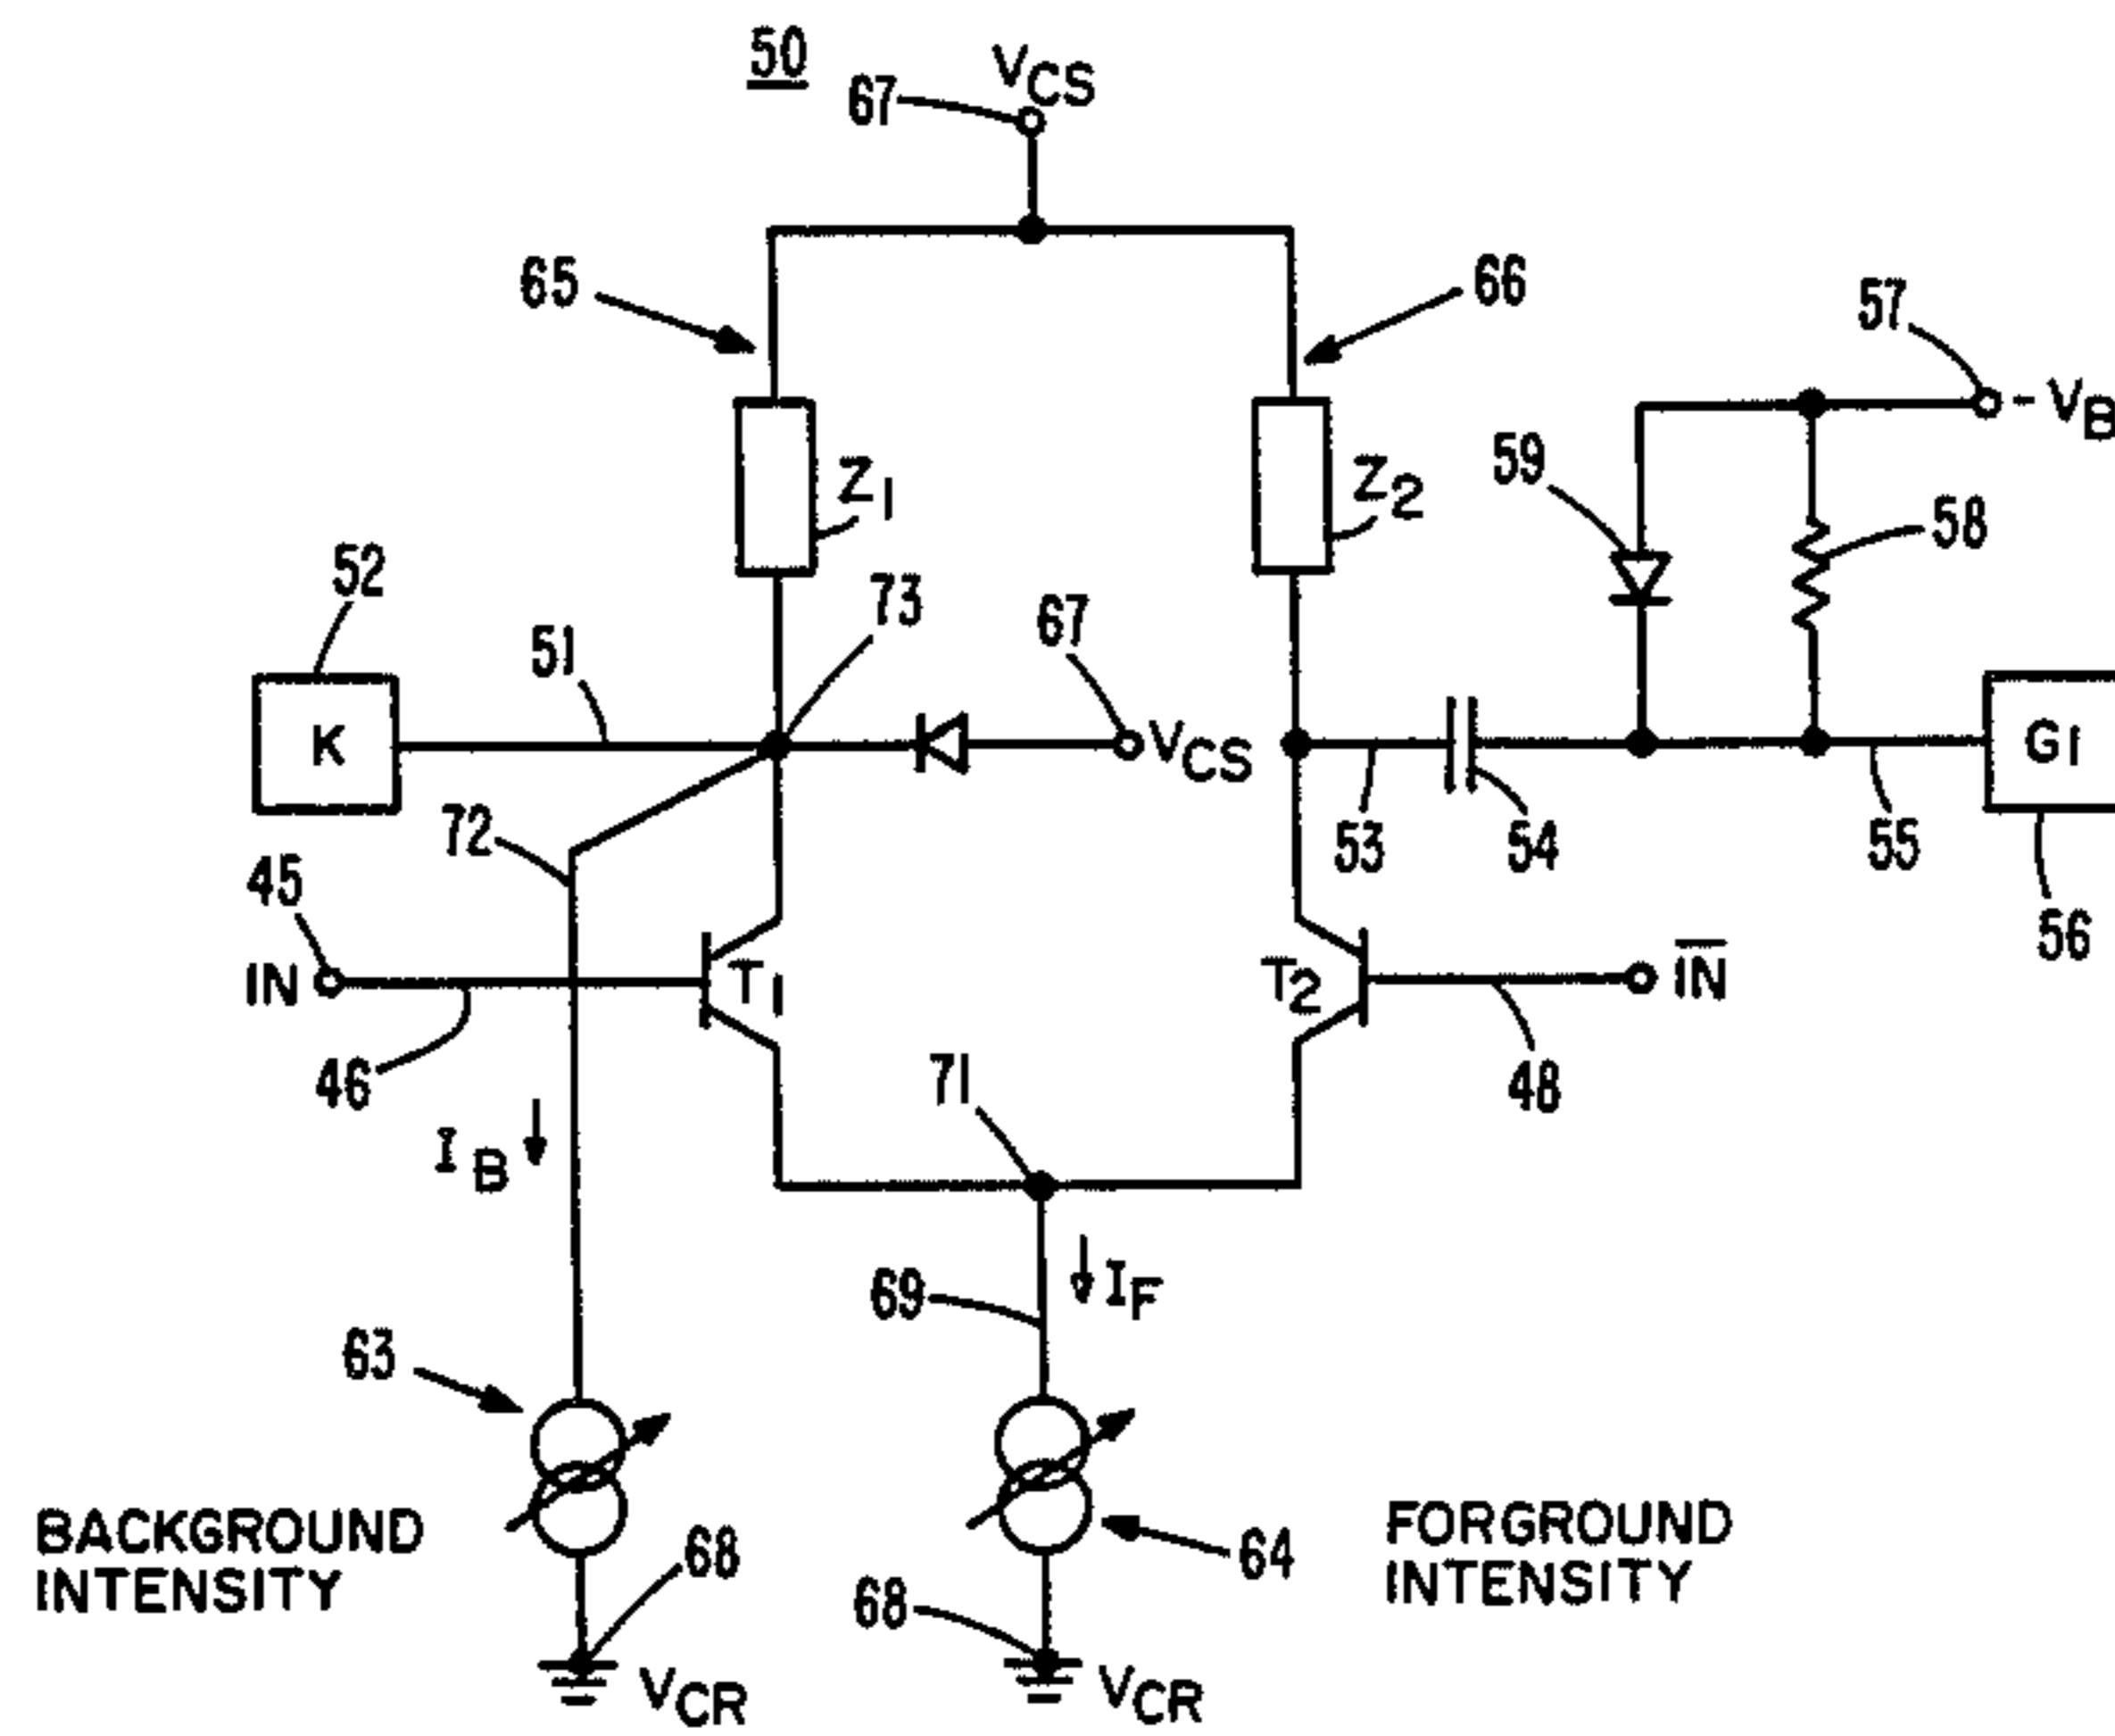 50
67
VCS
65
66
57
-VB
59
58
Z1
Z2
52
51
73
67
K
VCS
G1
72
53
54
55
56
45
IN
T1
T2
IN
46
48
71
IB
69
IF
63
BACKGROUND
INTENSITY
68
68
64
FORGROUND
INTENSITY
VCR
VCR